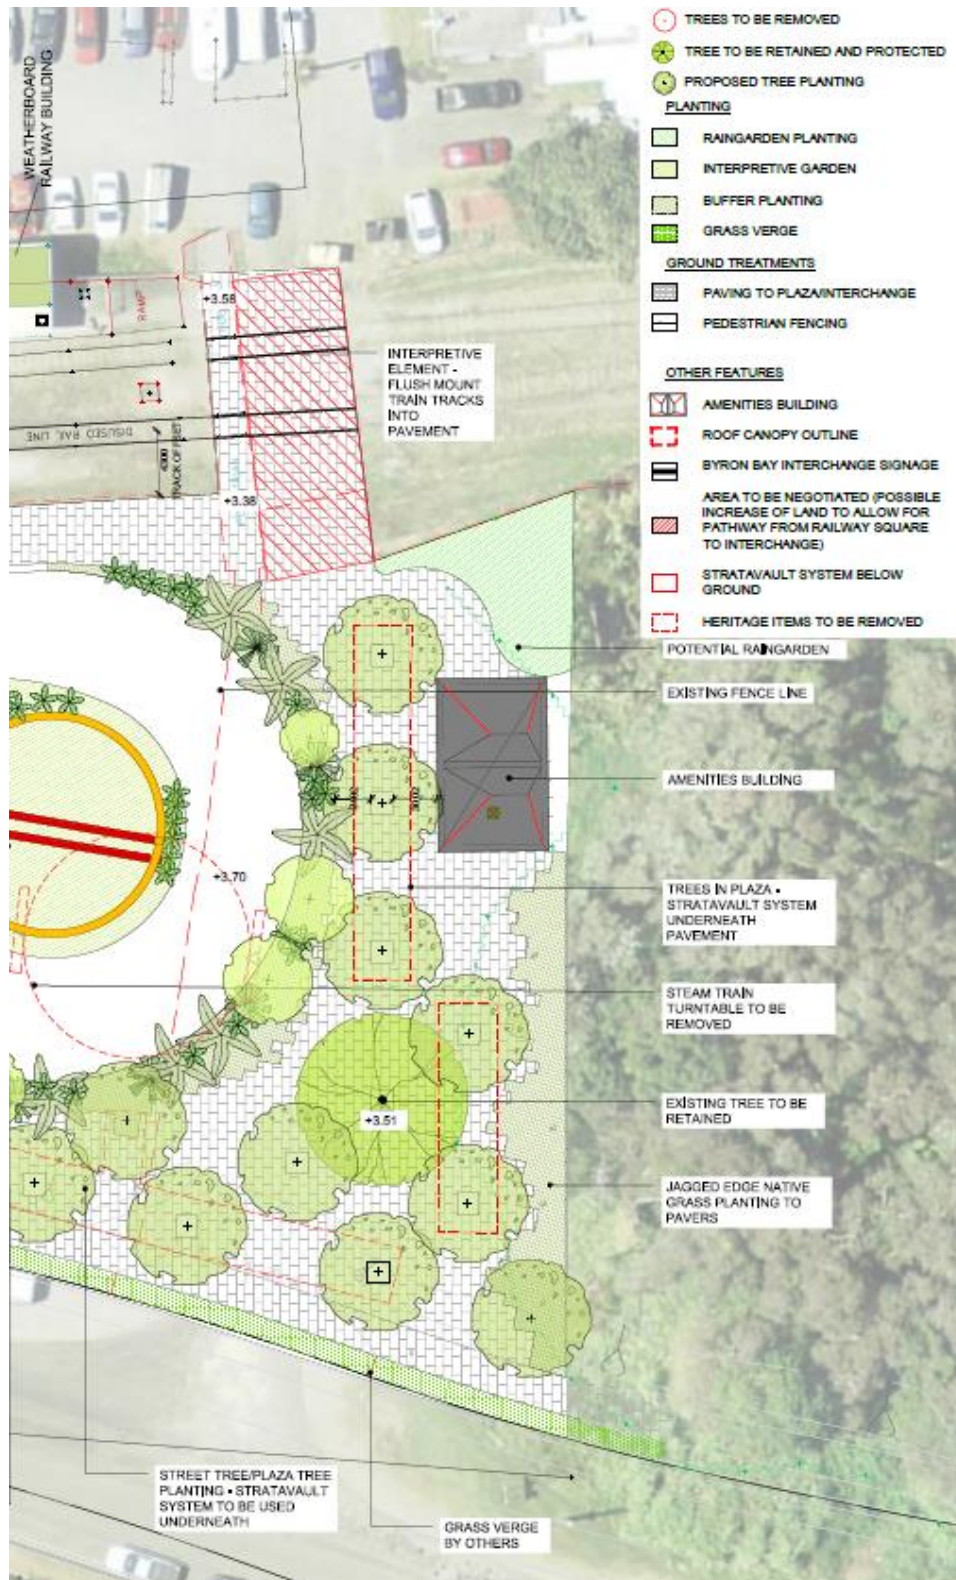 TREES TO BE REMOVED
TREE TO BE RETAINED AND PROTECTED
PROPOSED TREE PLANTING
PLANTING
RAINGARDEN PLANTING
INTERPRETIVE GARDEN
BUFFER PLANTING
GRASS VERGE
GROUND TREATMENTS
PAVING TO PLAZA/INTERCHANGE
PEDESTRIAN FENCING
OTHER FEATURES
AMENITIES BUILDING
ROOF CANOPY OUTLINE
BYRON BAY INTERCHANGE SIGNAGE
AREA TO BE NEGOTIATED (POSSIBLE
INCREASE OF LAND TO ALLOW FOR
PATHWAY FROM RAILWAY SQUARE
TO INTERCHANGE)
STRATAVAULT SYSTEM BELOW
GROUND
HERITAGE ITEMS TO BE REMOVED
WEATHERBOARD
RAILWAY BUILDING
RAMP
+3.58
INTERPRETIVE
ELEMENT -
FLUSH MOUNT
TRAIN TRACKS
INTO
PAVEMENT
DISUSED RAIL LINE
4300
TRACK OFFSET
+3.38
POTENTIAL RAINGARDEN
EXISTING FENCE LINE
AMENITIES BUILDING
+3.70
TREES IN PLAZA -
STRATAVAULT SYSTEM
UNDERNEATH
PAVEMENT
STEAM TRAIN
TURNTABLE TO BE
REMOVED
EXISTING TREE TO BE
RETAINED
+3.51
JAGGED EDGE NATIVE
GRASS PLANTING TO
PAVERS
STREET TREE/PLAZA TREE
PLANTING - STRATAVAULT
SYSTEM TO BE USED
UNDERNEATH
GRASS VERGE
BY OTHERS